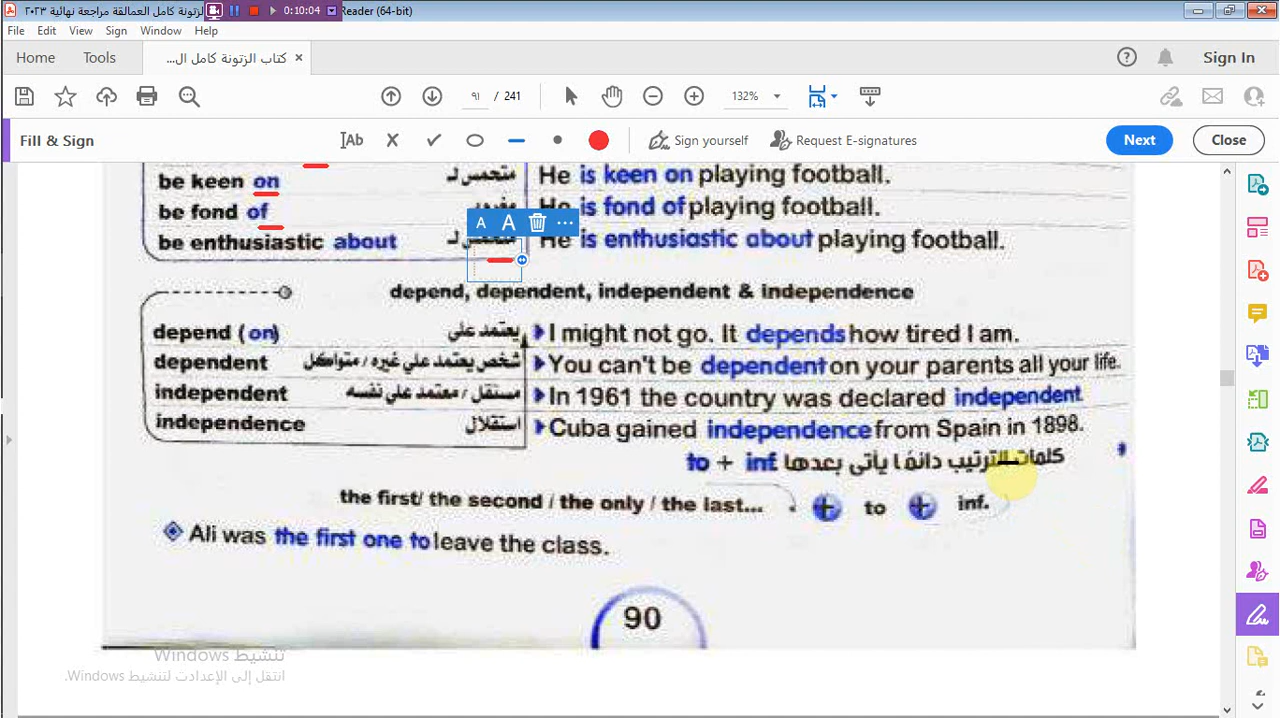 كتاب الزتونة كامل العمالقة مراجعة نهائية ٢٠٢٣ 0:10:04 Reader (64-bit)
File Edit View Sign Window Help
Home Tools كتاب الزتونة كامل ال... × Sign In
٩١ / 241 132%
Fill & Sign Ab Sign yourself Request E-signatures Next Close
be keen on متحمس لـ He is keen on playing football.
be fond of He is fond of playing football.
A A
be enthusiastic about متحمس لـ He is enthusiastic about playing football.
depend, dependent, independent & independence
depend (on) يعتمد على I might not go. It depends how tired I am.
dependent شخص يعتمد على غيره / متواكل You can't be dependent on your parents all your life.
independent مستقل / معتمد على نفسه In 1961 the country was declared independent
independence استقلال Cuba gained independence from Spain in 1898.
كلمات الترتيب دائمًا يأتى بعدها to + inf.
the first/ the second / the only / the last... + to + inf.
Ali was the first one to leave the class.
90
تنشيط Windows
انتقل إلى الإعدادت لتنشيط Windows.